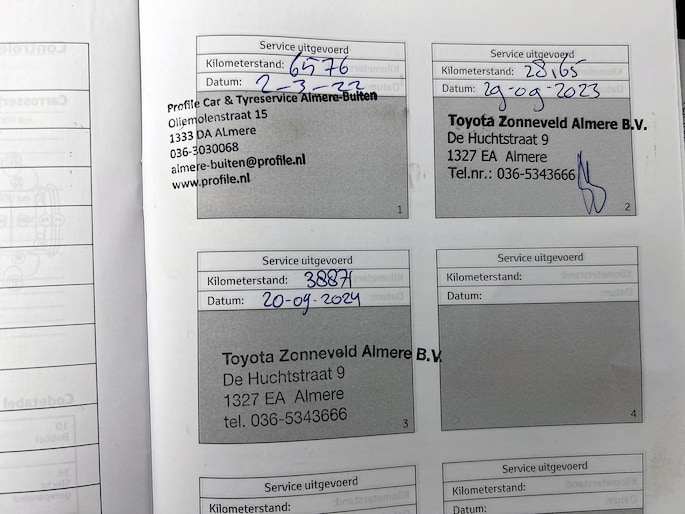 Service uitgevoerd
Kilometerstand: 6576
Datum: 2-3-22
Profile Car & Tyreservice Almere-Buiten
Oliemolenstraat 15
1333 DA ALmere
036-3030068
almere-buiten@profile.nl
www.profile.nl
1
Service uitgevoerd
Kilometerstand: 28.165
Datum: 29-09-2023
Toyota Zonneveld Almere B.V.
De Huchtstraat 9
1327 EA Almere
Tel.nr.: 036-5343666
2
Service uitgevoerd
Kilometerstand: 38871
Datum: 20-09-2024
Toyota Zonneveld Almere B.V.
De Huchtstraat 9
1327 EA Almere
tel. 036-5343666
3
Service uitgevoerd
Kilometerstand:
Datum:
4
Service uitgevoerd
Kilometerstand:
Service uitgevoerd
Kilometerstand:
Datum: